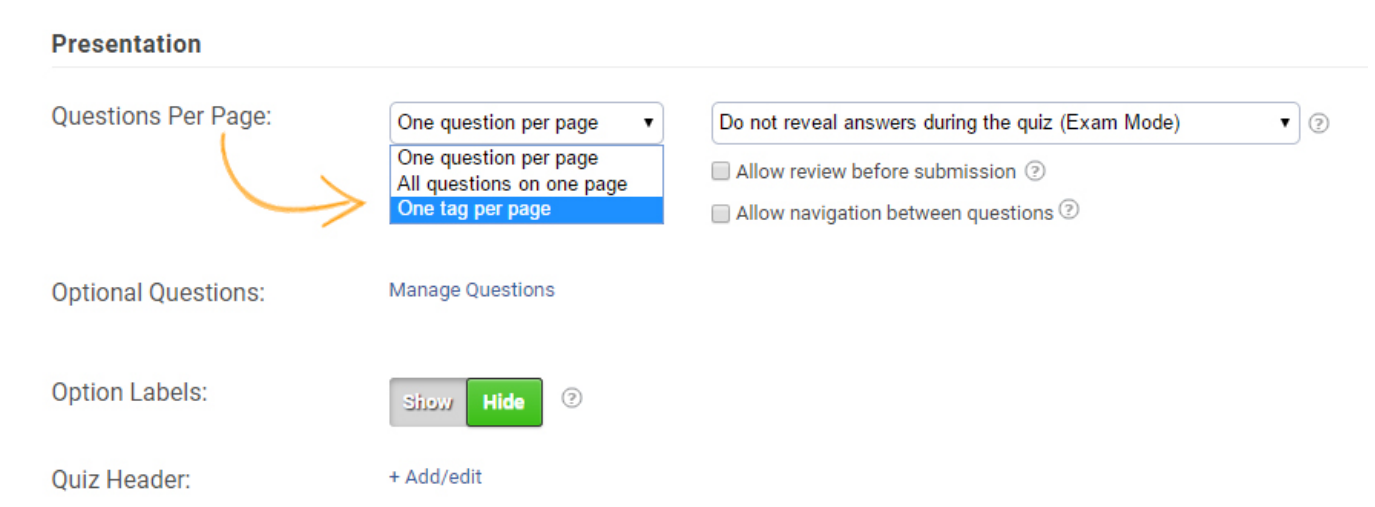 Presentation
Questions Per Page:
One question per page
Do not reveal answers during the quiz (Exam Mode)
?
One question per page
All questions on one page
One tag per page
Allow review before submission ?
Allow navigation between questions ?
Optional Questions:
Manage Questions
Option Labels:
Show Hide ?
Quiz Header:
+ Add/edit